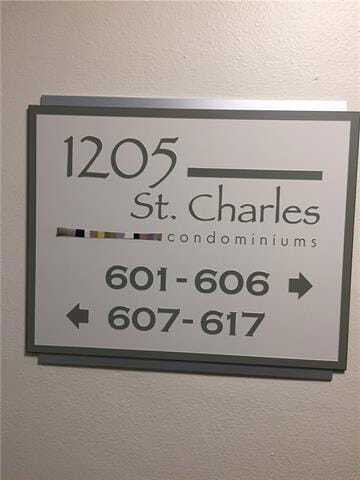 1205
St. Charles
condominiums
601 - 606
607 - 617